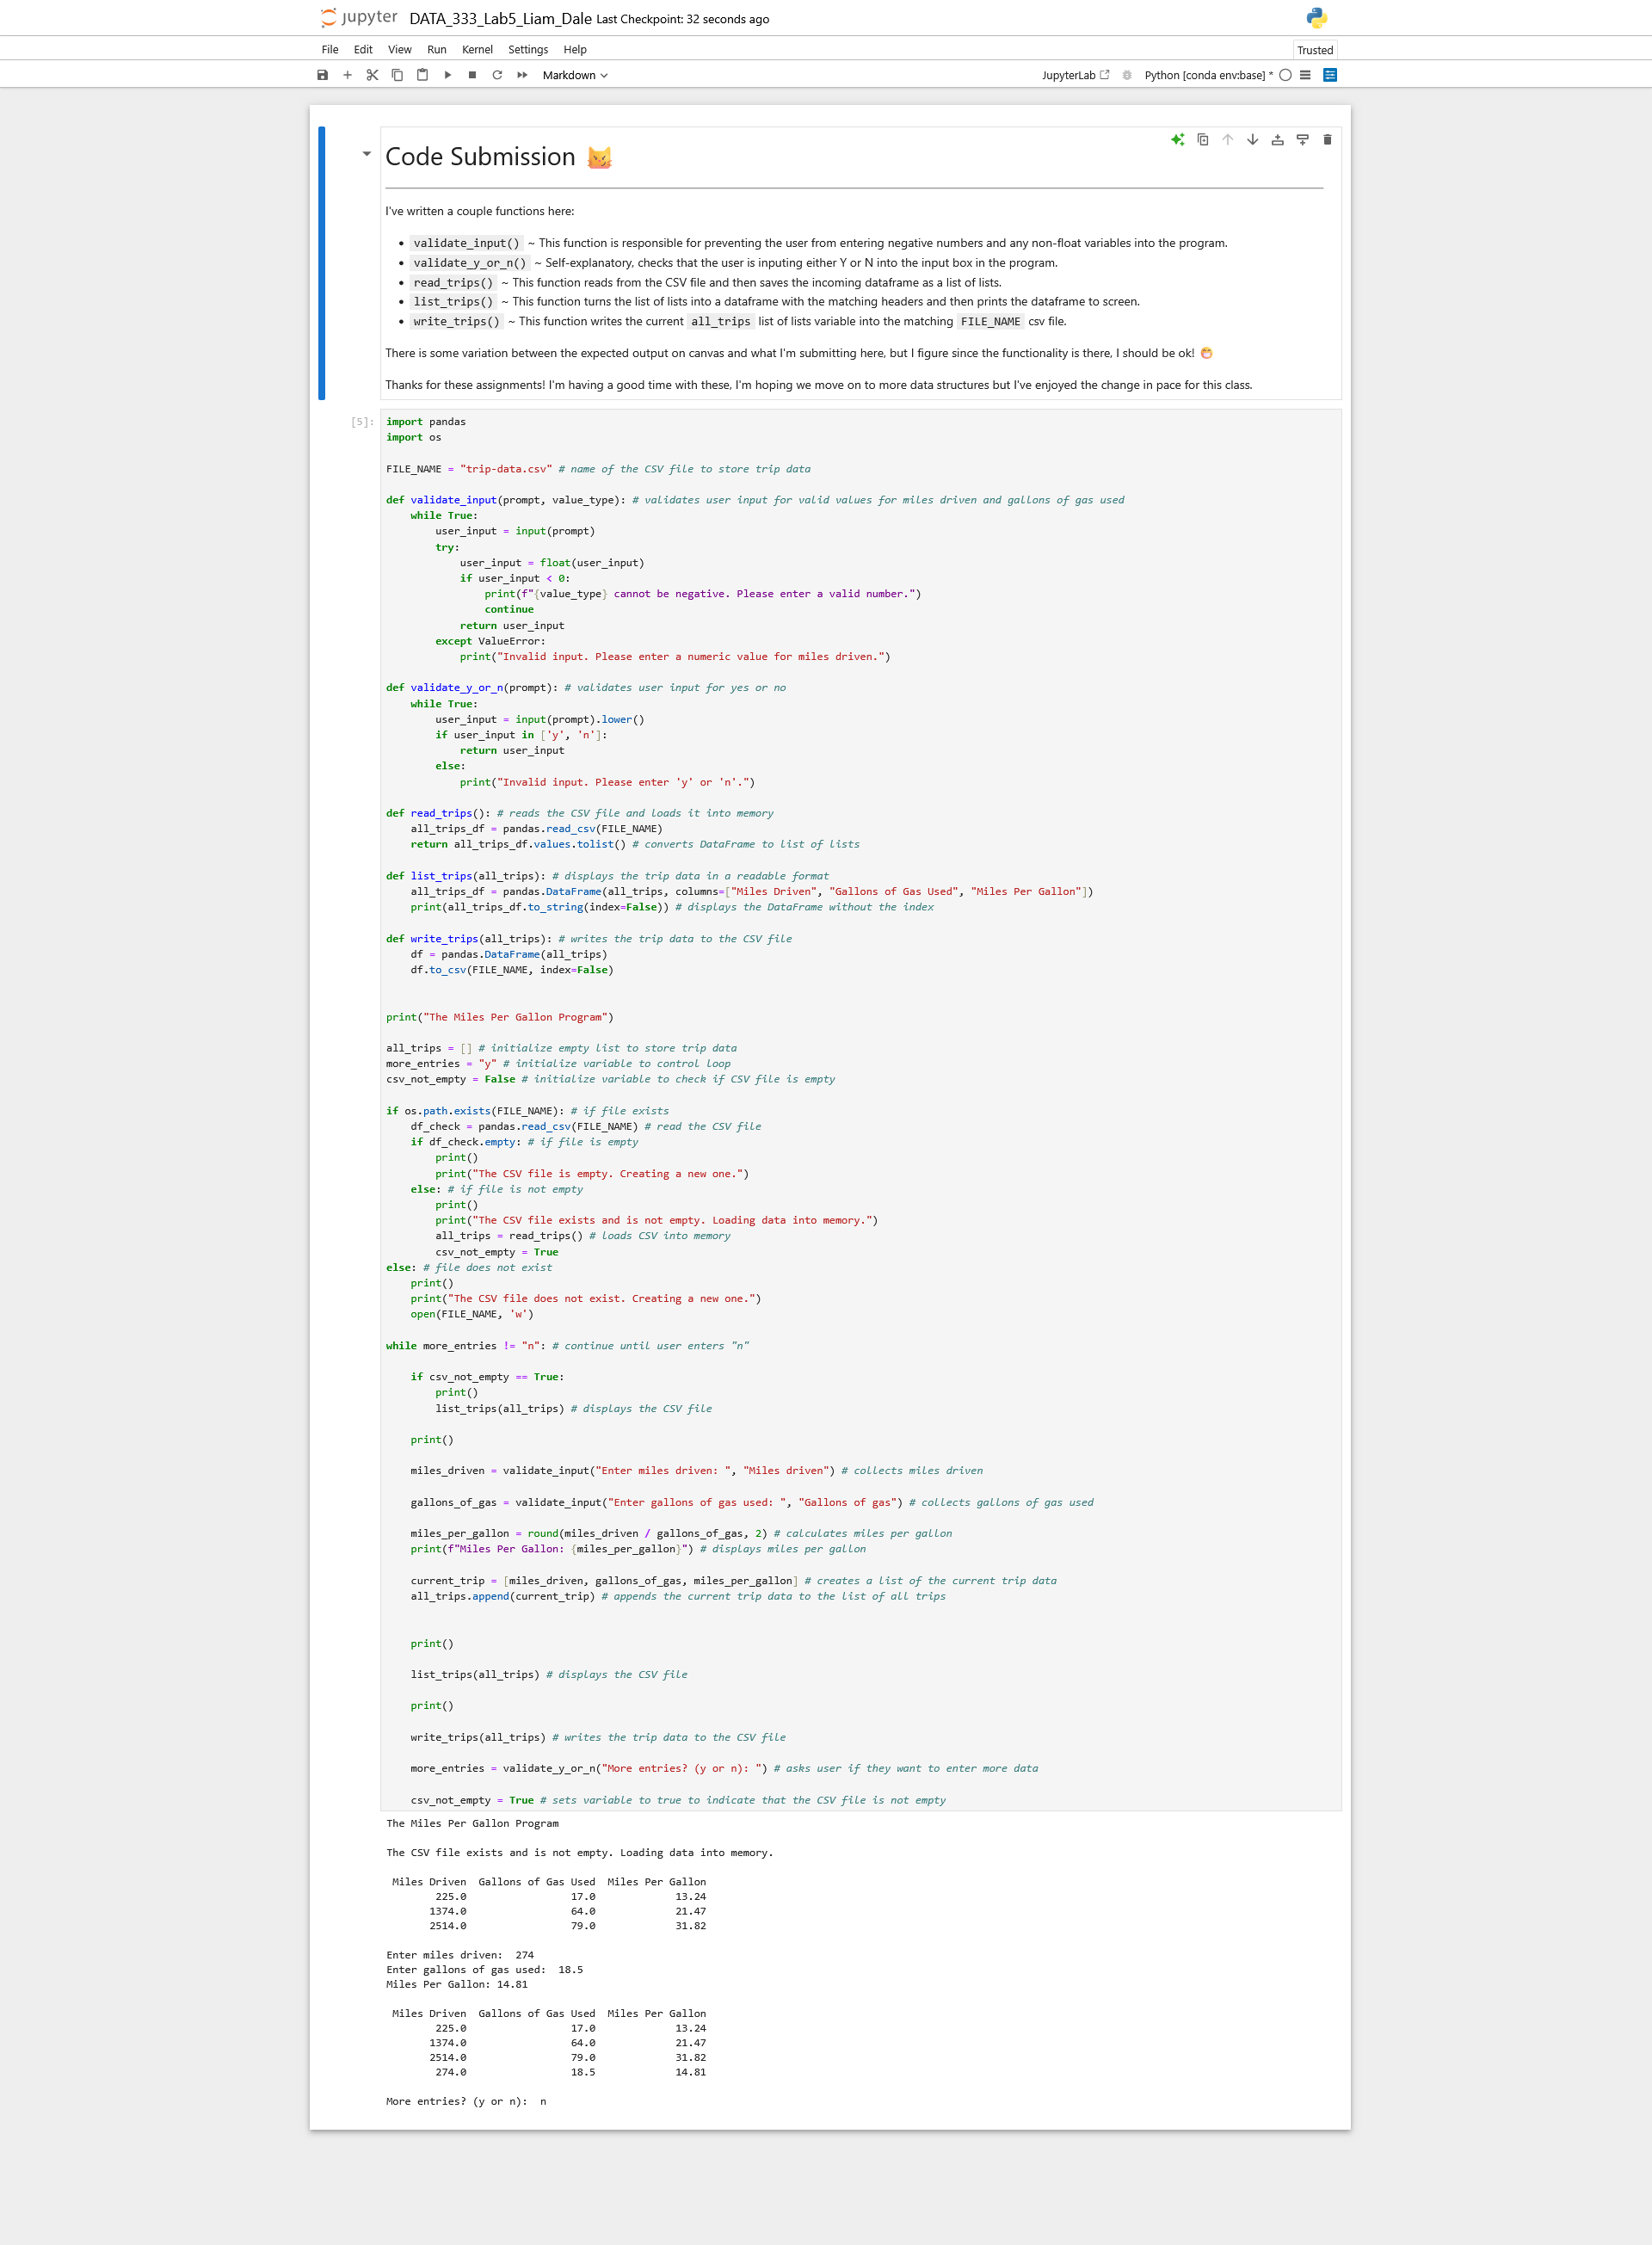 jupyter DATA_333_Lab5_Liam_Dale Last Checkpoint: 32 seconds ago
File Edit View Run Kernel Settings Help Trusted
Markdown JupyterLab Python [conda env:base] *
Code Submission 😼
I've written a couple functions here:
• validate_input() ~ This function is responsible for preventing the user from entering negative numbers and any non-float variables into the program.
• validate_y_or_n() ~ Self-explanatory, checks that the user is inputing either Y or N into the input box in the program.
• read_trips() ~ This function reads from the CSV file and then saves the incoming dataframe as a list of lists.
• list_trips() ~ This function turns the list of lists into a dataframe with the matching headers and then prints the dataframe to screen.
• write_trips() ~ This function writes the current all_trips list of lists variable into the matching FILE_NAME csv file.
There is some variation between the expected output on canvas and what I'm submitting here, but I figure since the functionality is there, I should be ok! 😁
Thanks for these assignments! I'm having a good time with these, I'm hoping we move on to more data structures but I've enjoyed the change in pace for this class.
[5]:
import pandas
import os
FILE_NAME = "trip-data.csv" # name of the CSV file to store trip data
def validate_input(prompt, value_type): # validates user input for valid values for miles driven and gallons of gas used
    while True:
        user_input = input(prompt)
        try:
            user_input = float(user_input)
            if user_input < 0:
                print(f"{value_type} cannot be negative. Please enter a valid number.")
                continue
            return user_input
        except ValueError:
            print("Invalid input. Please enter a numeric value for miles driven.")
def validate_y_or_n(prompt): # validates user input for yes or no
    while True:
        user_input = input(prompt).lower()
        if user_input in ['y', 'n']:
            return user_input
        else:
            print("Invalid input. Please enter 'y' or 'n'.")
def read_trips(): # reads the CSV file and loads it into memory
    all_trips_df = pandas.read_csv(FILE_NAME)
    return all_trips_df.values.tolist() # converts DataFrame to list of lists
def list_trips(all_trips): # displays the trip data in a readable format
    all_trips_df = pandas.DataFrame(all_trips, columns=["Miles Driven", "Gallons of Gas Used", "Miles Per Gallon"])
    print(all_trips_df.to_string(index=False)) # displays the DataFrame without the index
def write_trips(all_trips): # writes the trip data to the CSV file
    df = pandas.DataFrame(all_trips)
    df.to_csv(FILE_NAME, index=False)
print("The Miles Per Gallon Program")
all_trips = [] # initialize empty list to store trip data
more_entries = "y" # initialize variable to control loop
csv_not_empty = False # initialize variable to check if CSV file is empty
if os.path.exists(FILE_NAME): # if file exists
    df_check = pandas.read_csv(FILE_NAME) # read the CSV file
    if df_check.empty: # if file is empty
        print()
        print("The CSV file is empty. Creating a new one.")
    else: # if file is not empty
        print()
        print("The CSV file exists and is not empty. Loading data into memory.")
        all_trips = read_trips() # loads CSV into memory
        csv_not_empty = True
else: # file does not exist
    print()
    print("The CSV file does not exist. Creating a new one.")
    open(FILE_NAME, 'w')
while more_entries != "n": # continue until user enters "n"
    if csv_not_empty == True:
        print()
        list_trips(all_trips) # displays the CSV file
    print()
    miles_driven = validate_input("Enter miles driven: ", "Miles driven") # collects miles driven
    gallons_of_gas = validate_input("Enter gallons of gas used: ", "Gallons of gas") # collects gallons of gas used
    miles_per_gallon = round(miles_driven / gallons_of_gas, 2) # calculates miles per gallon
    print(f"Miles Per Gallon: {miles_per_gallon}") # displays miles per gallon
    current_trip = [miles_driven, gallons_of_gas, miles_per_gallon] # creates a list of the current trip data
    all_trips.append(current_trip) # appends the current trip data to the list of all trips
    print()
    list_trips(all_trips) # displays the CSV file
    print()
    write_trips(all_trips) # writes the trip data to the CSV file
    more_entries = validate_y_or_n("More entries? (y or n): ") # asks user if they want to enter more data
    csv_not_empty = True # sets variable to true to indicate that the CSV file is not empty
The Miles Per Gallon Program
The CSV file exists and is not empty. Loading data into memory.
Miles Driven  Gallons of Gas Used  Miles Per Gallon
225.0 17.0 13.24
1374.0 64.0 21.47
2514.0 79.0 31.82
Enter miles driven:  274
Enter gallons of gas used:  18.5
Miles Per Gallon: 14.81
Miles Driven  Gallons of Gas Used  Miles Per Gallon
225.0 17.0 13.24
1374.0 64.0 21.47
2514.0 79.0 31.82
274.0 18.5 14.81
More entries? (y or n):  n